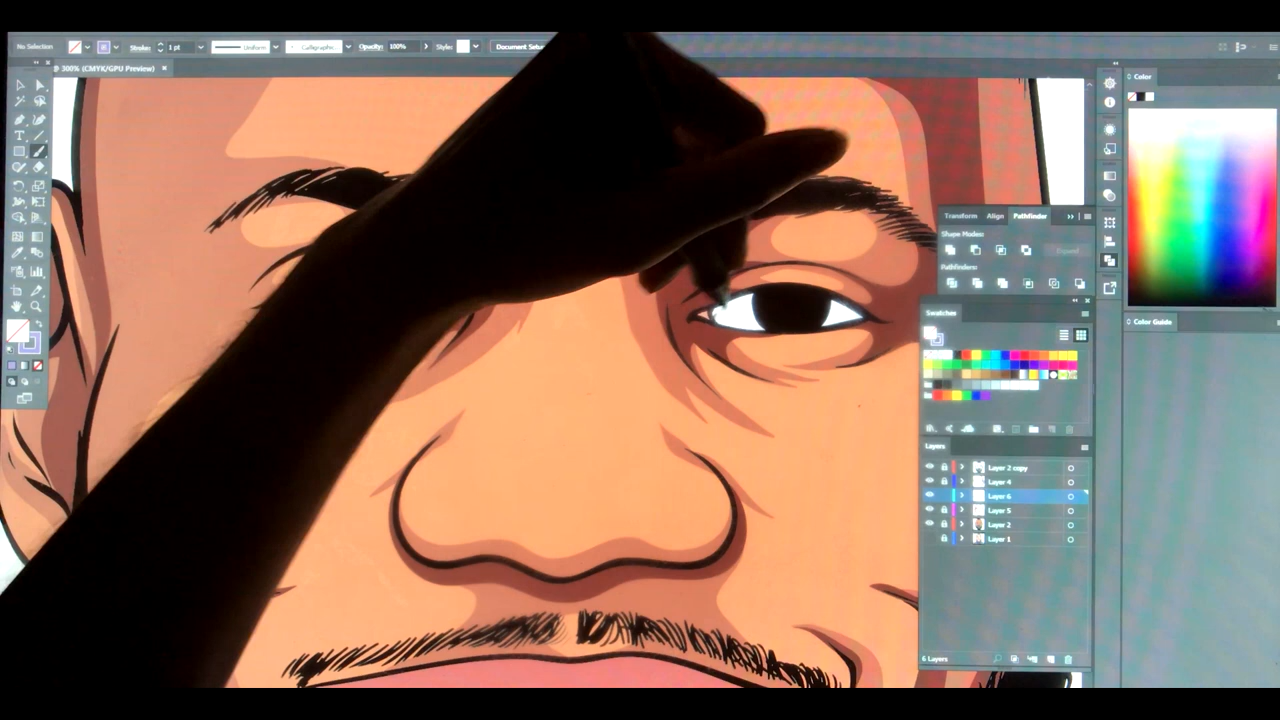 No Selection Stroke: 1 pt Uniform Opacity: 100% Style: Document Setup
@ 300% (CMYK/GPU Preview)
Color
Transform Align Pathfinder
Shape Modes:
Expand
Pathfinders:
Swatches
Color Guide
Layers
Layer 2 copy
Layer 4
Layer 6
Layer 5
Layer 2
Layer 1
6 Layers